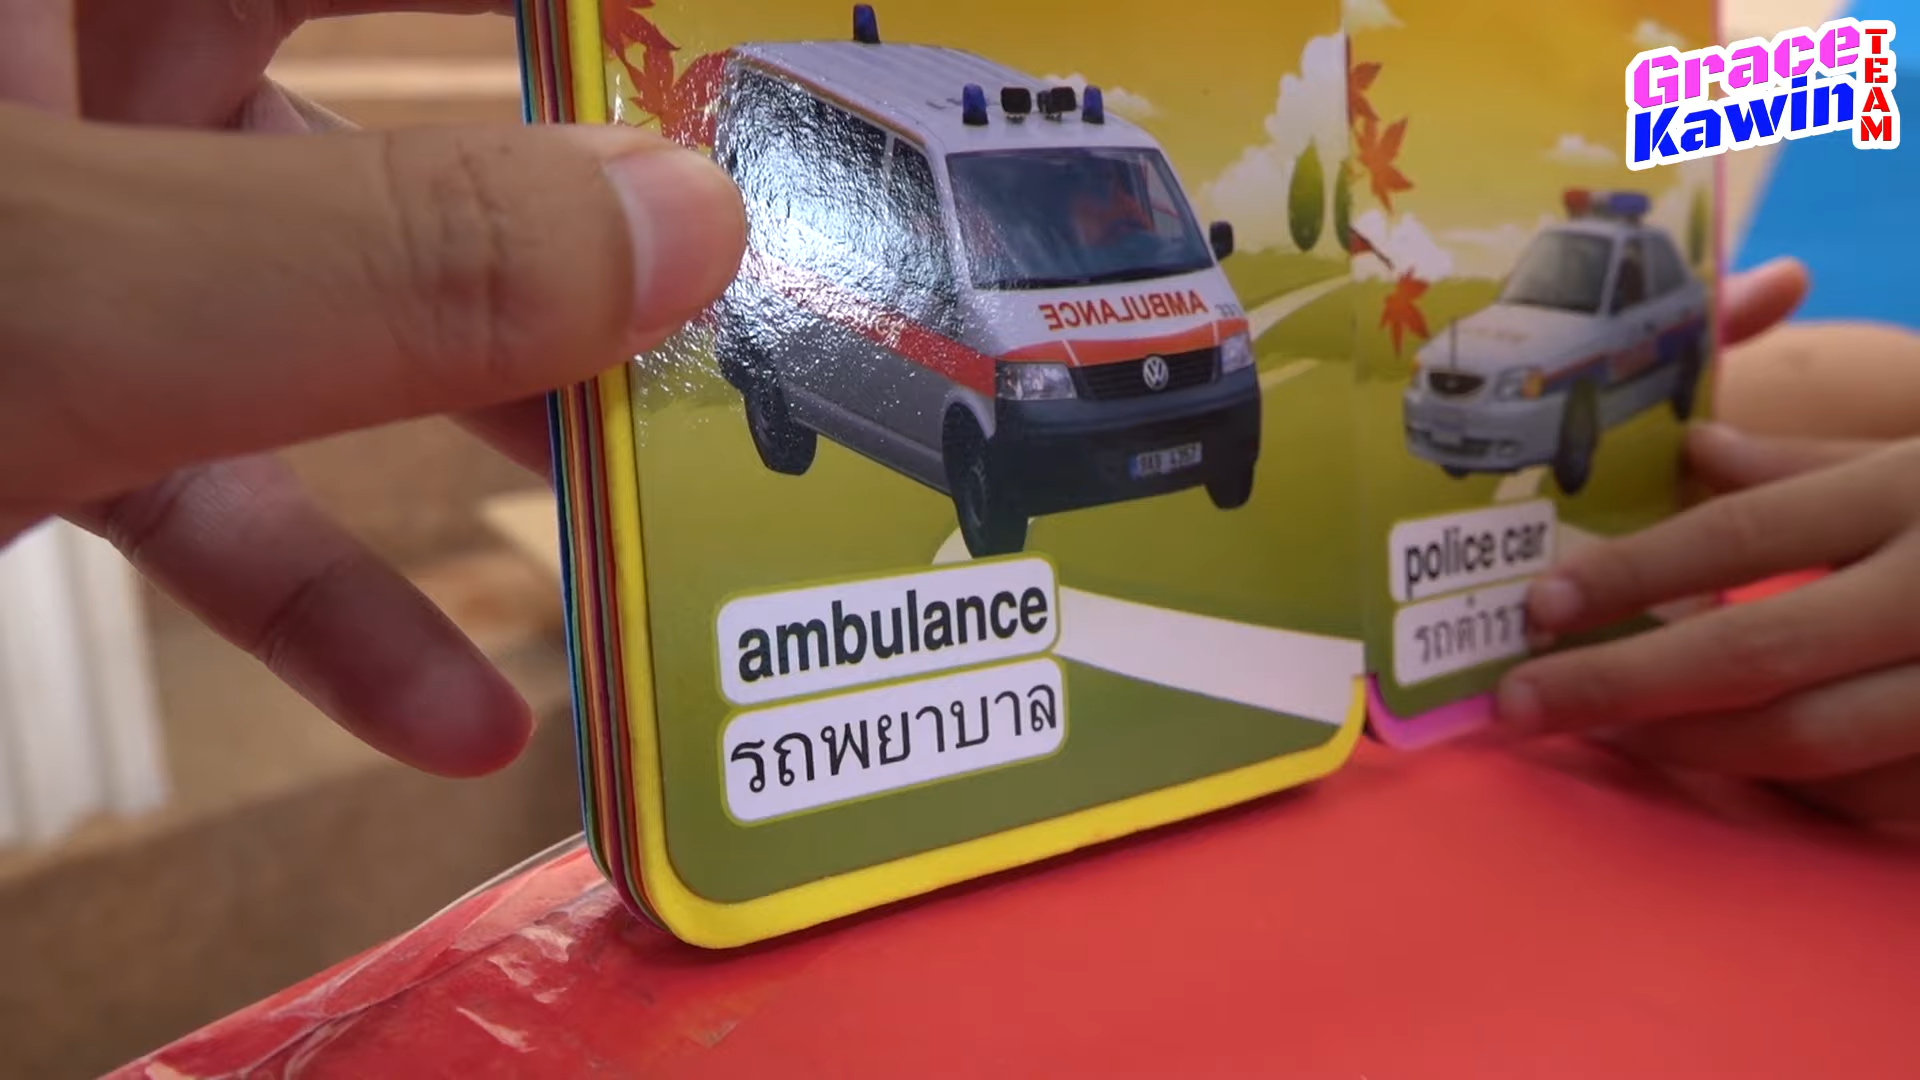 Grace
Kawin
TEAM
AMBULANCE
ambulance
รถพยาบาล
police car